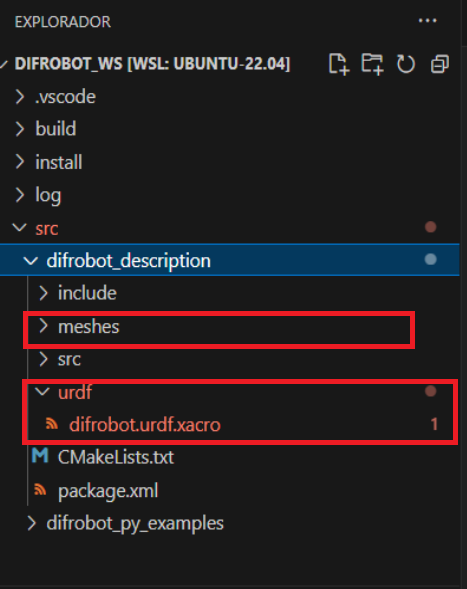 EXPLORADOR
DIFROBOT_WS [WSL: UBUNTU-22.04]
.vscode
build
install
log
src
difrobot_description
include
meshes
src
urdf
difrobot.urdf.xacro 1
M CMakeLists.txt
package.xml
difrobot_py_examples